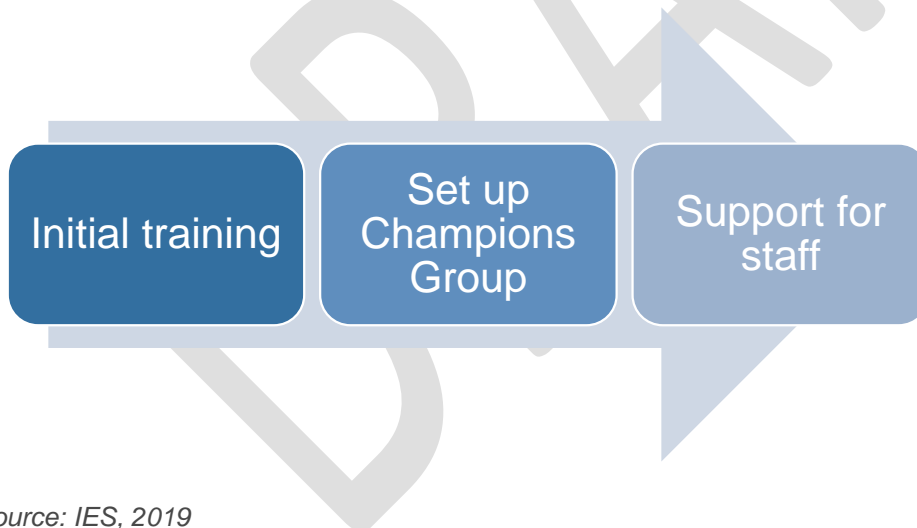 Initial training
Set up
Champions
Group
Support for
staff
ource: IES, 2019